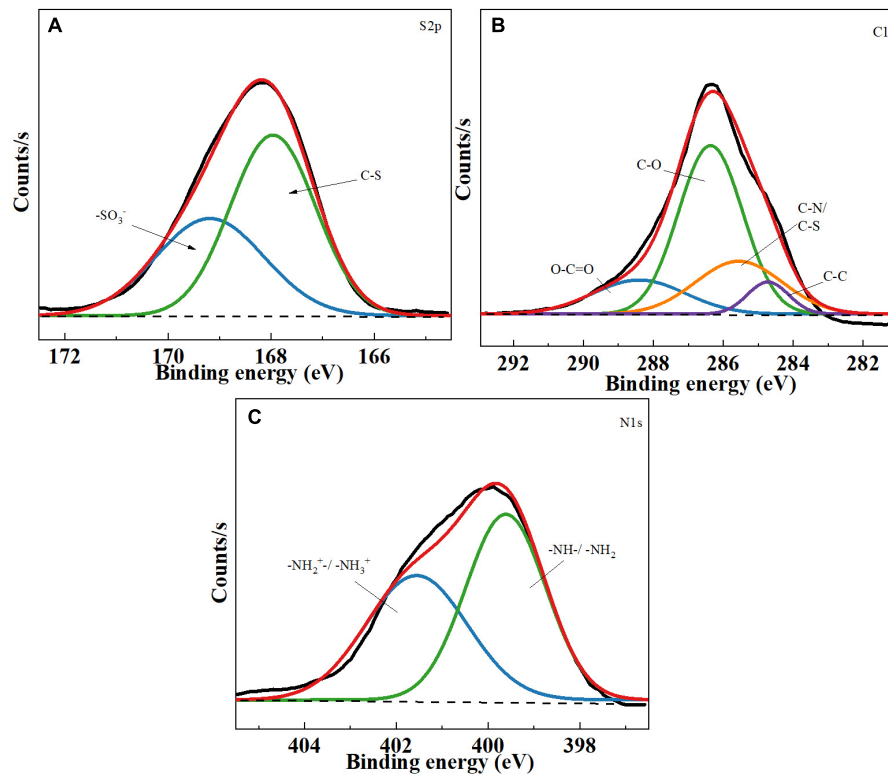 A
S2p
C-S
-SO₃⁻
Counts/s
172 170 168 166
Binding energy (eV)
B
C1
C-O
C-N/
C-S
O-C=O
C-C
Counts/s
292 290 288 286 284 282
Binding energy (eV)
C
N1s
-NH₂⁺-/ -NH₃⁺
-NH-/ -NH₂
Counts/s
404 402 400 398
Binding energy (eV)